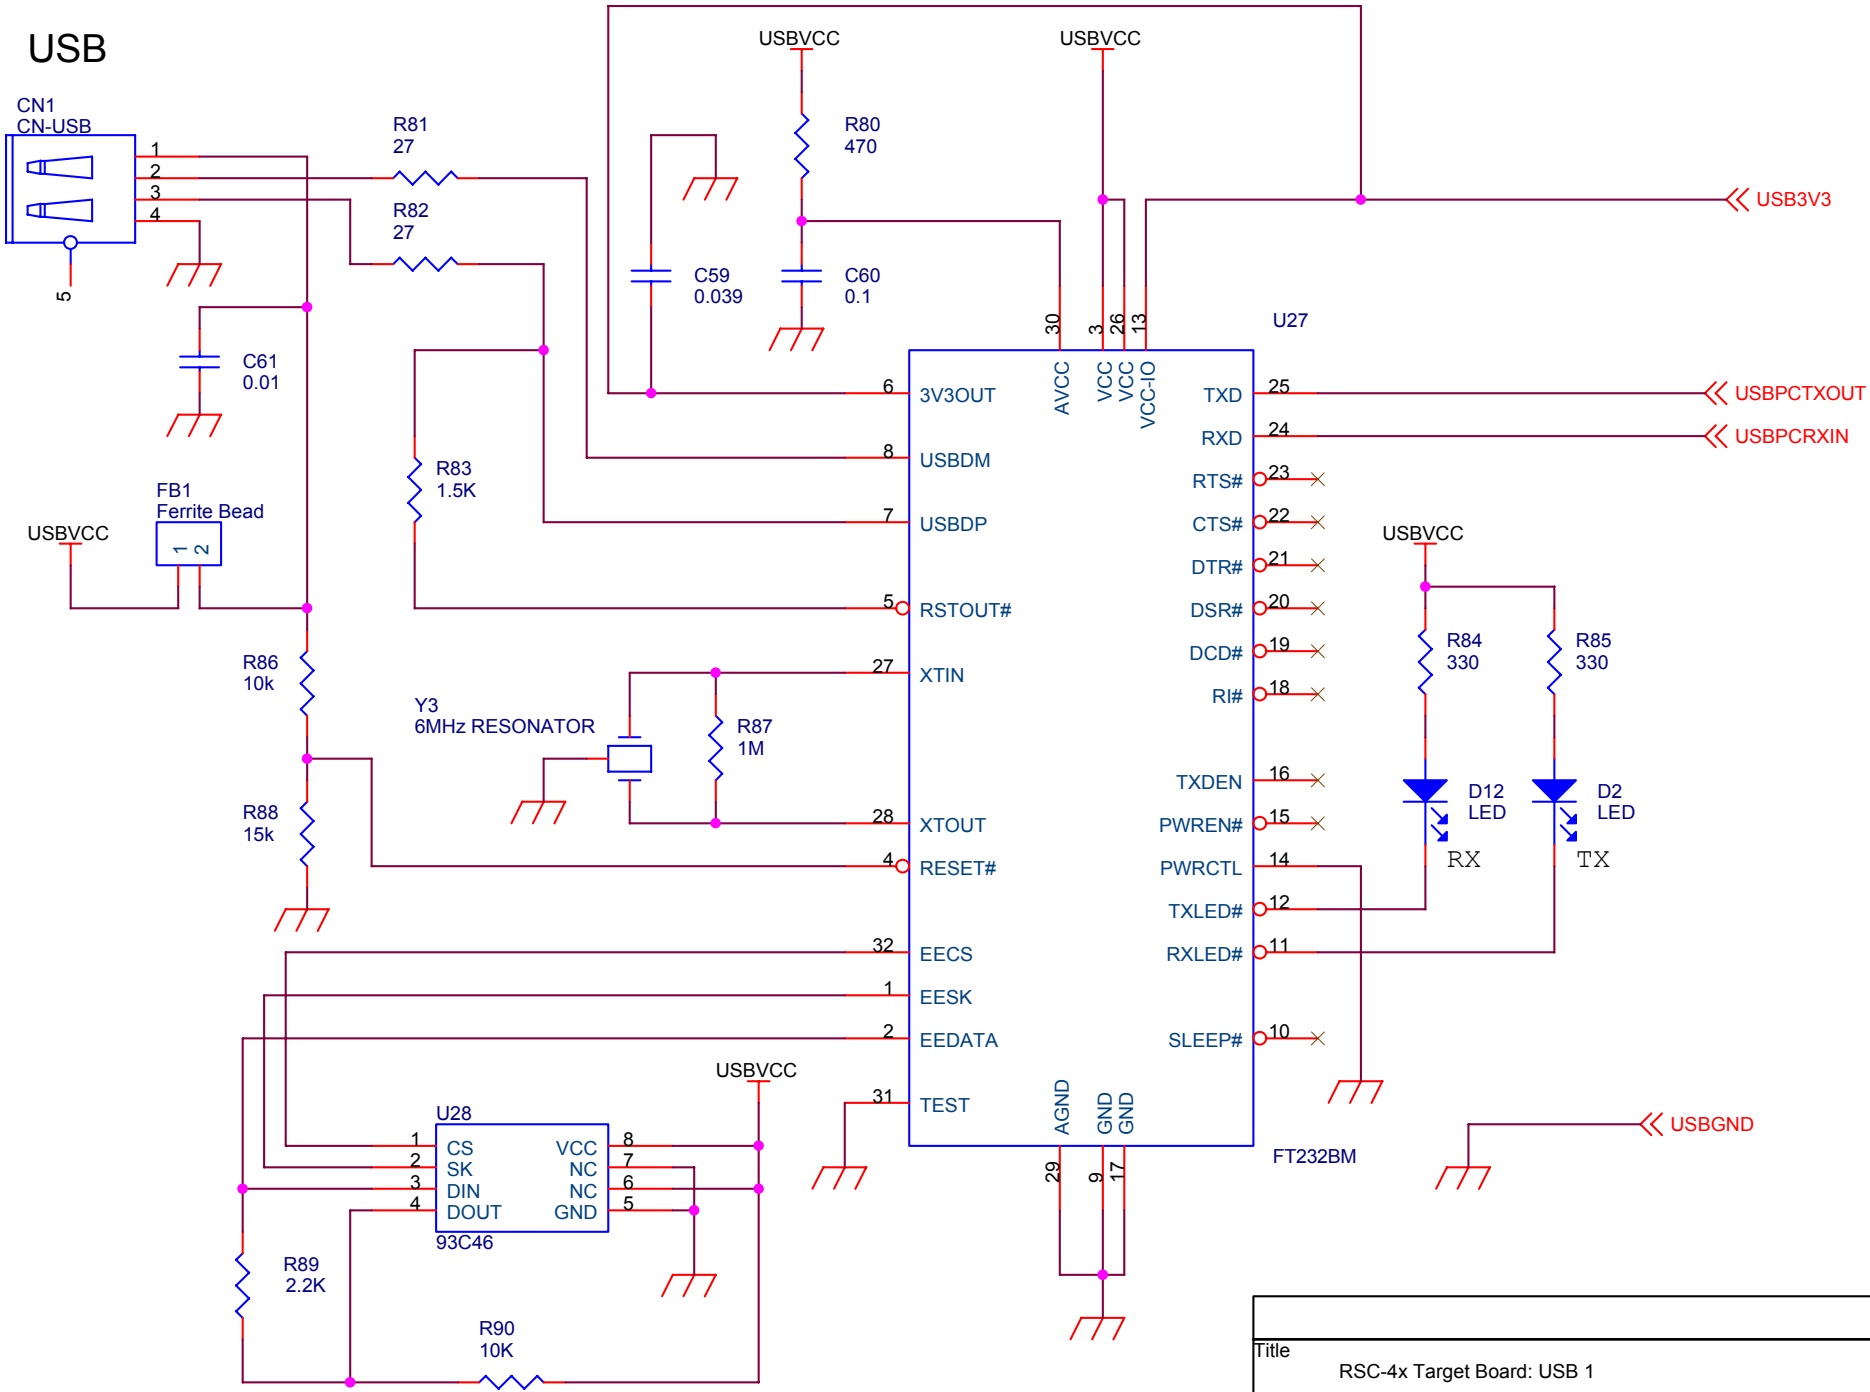 USB
CN1
CN-USB
1
2
3
4
5
R81
27
R82
27
USBVCC
R80
470
USBVCC
USB3V3
C59
0.039
C60
0.1
C61
0.01
U27
30
3
26
13
AVCC
VCC
VCC
VCC-IO
6
3V3OUT
8
USBDM
7
USBDP
5
RSTOUT#
27
XTIN
28
XTOUT
4
RESET#
32
EECS
1
EESK
2
EEDATA
31
TEST
TXD
25
USBPCTXOUT
RXD
24
USBPCRXIN
RTS#
23
CTS#
22
DTR#
21
DSR#
20
DCD#
19
RI#
18
TXDEN
16
PWREN#
15
PWRCTL
14
TXLED#
12
RXLED#
11
SLEEP#
10
AGND
GND
GND
29
9
17
FT232BM
R83
1.5K
FB1
Ferrite Bead
USBVCC
1
2
R86
10k
R88
15k
Y3
6MHz RESONATOR
R87
1M
USBVCC
R84
330
R85
330
D12
LED
RX
D2
LED
TX
USBGND
USBVCC
U28
1
CS
VCC
8
2
SK
NC
7
3
DIN
NC
6
4
DOUT
GND
5
93C46
R89
2.2K
R90
10K
Title
RSC-4x Target Board: USB 1